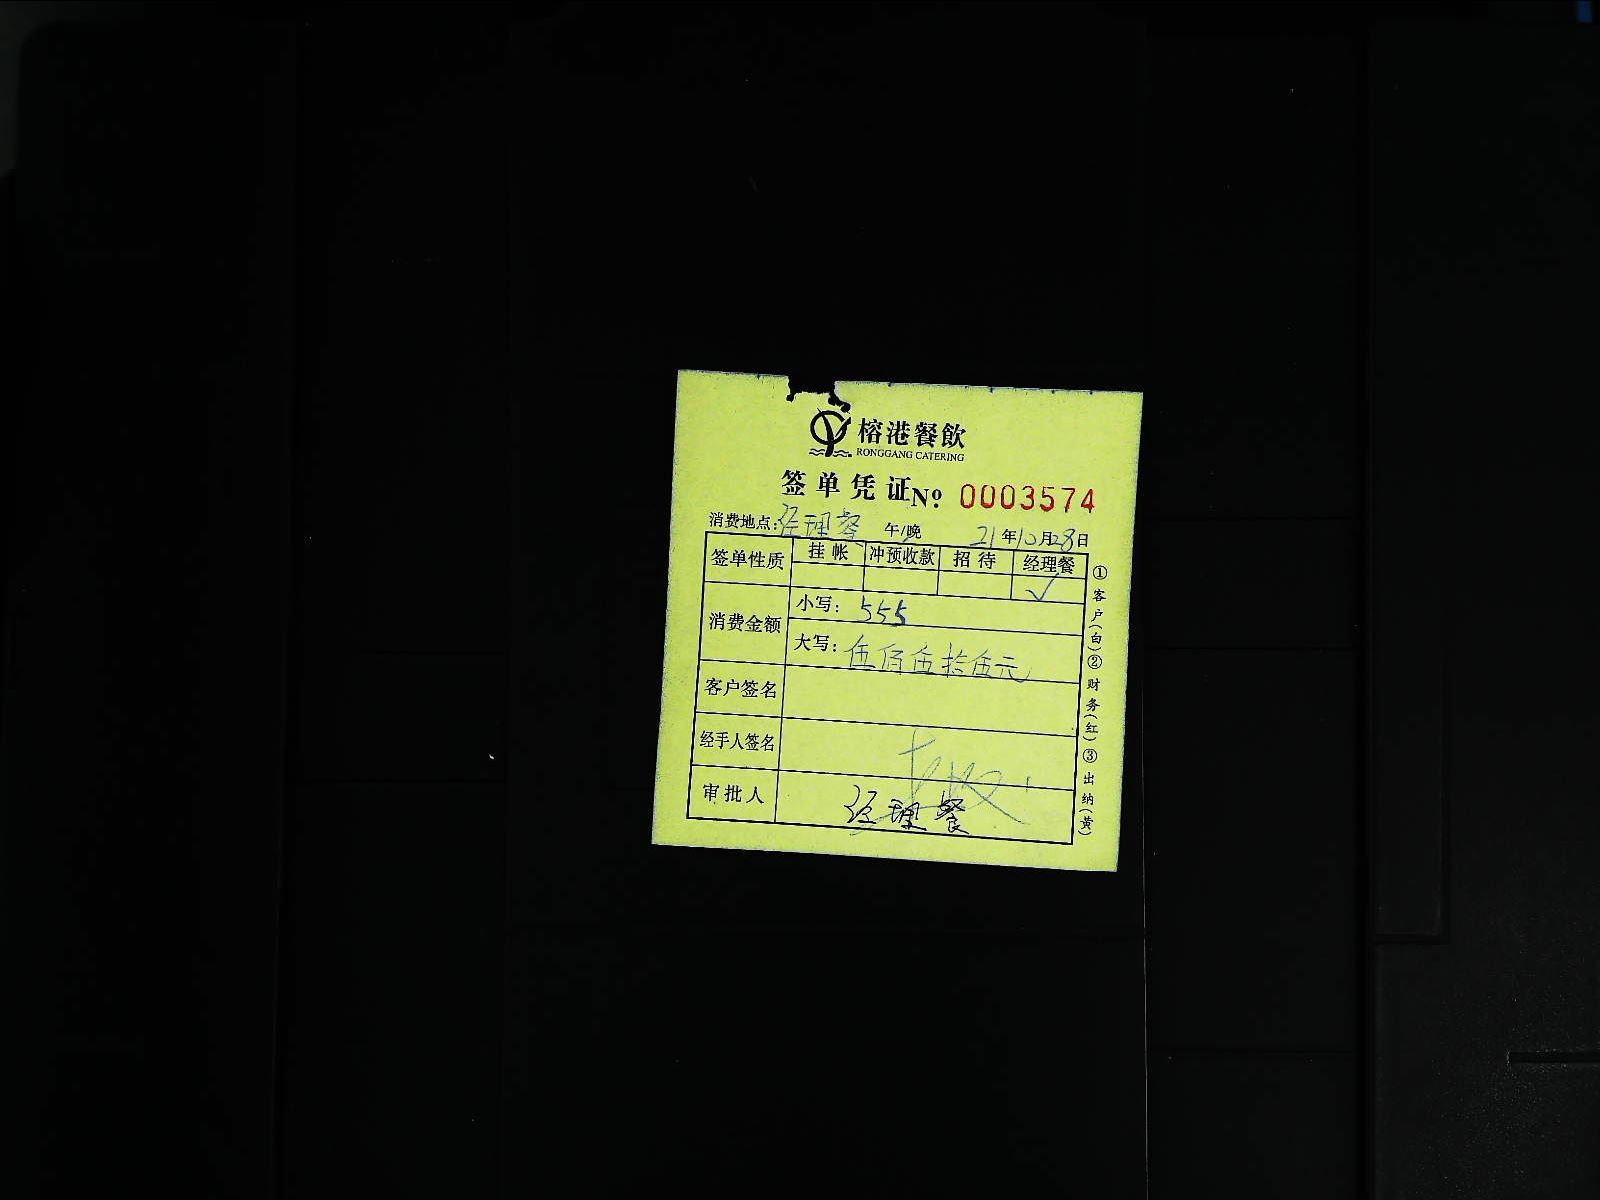 榕港餐飲
RONGGANG CATERING
签单凭证 Nº 0003574
消费地点: 经理餐 午/晚 21年10月28日
签单性质 挂帐 冲预收款 招待 经理餐
✓
消费金额 小写: 555
大写: 伍佰伍拾伍元
客户签名
经手人签名
审批人 经理餐
①客户(白)②财务(红)③出纳(黄)